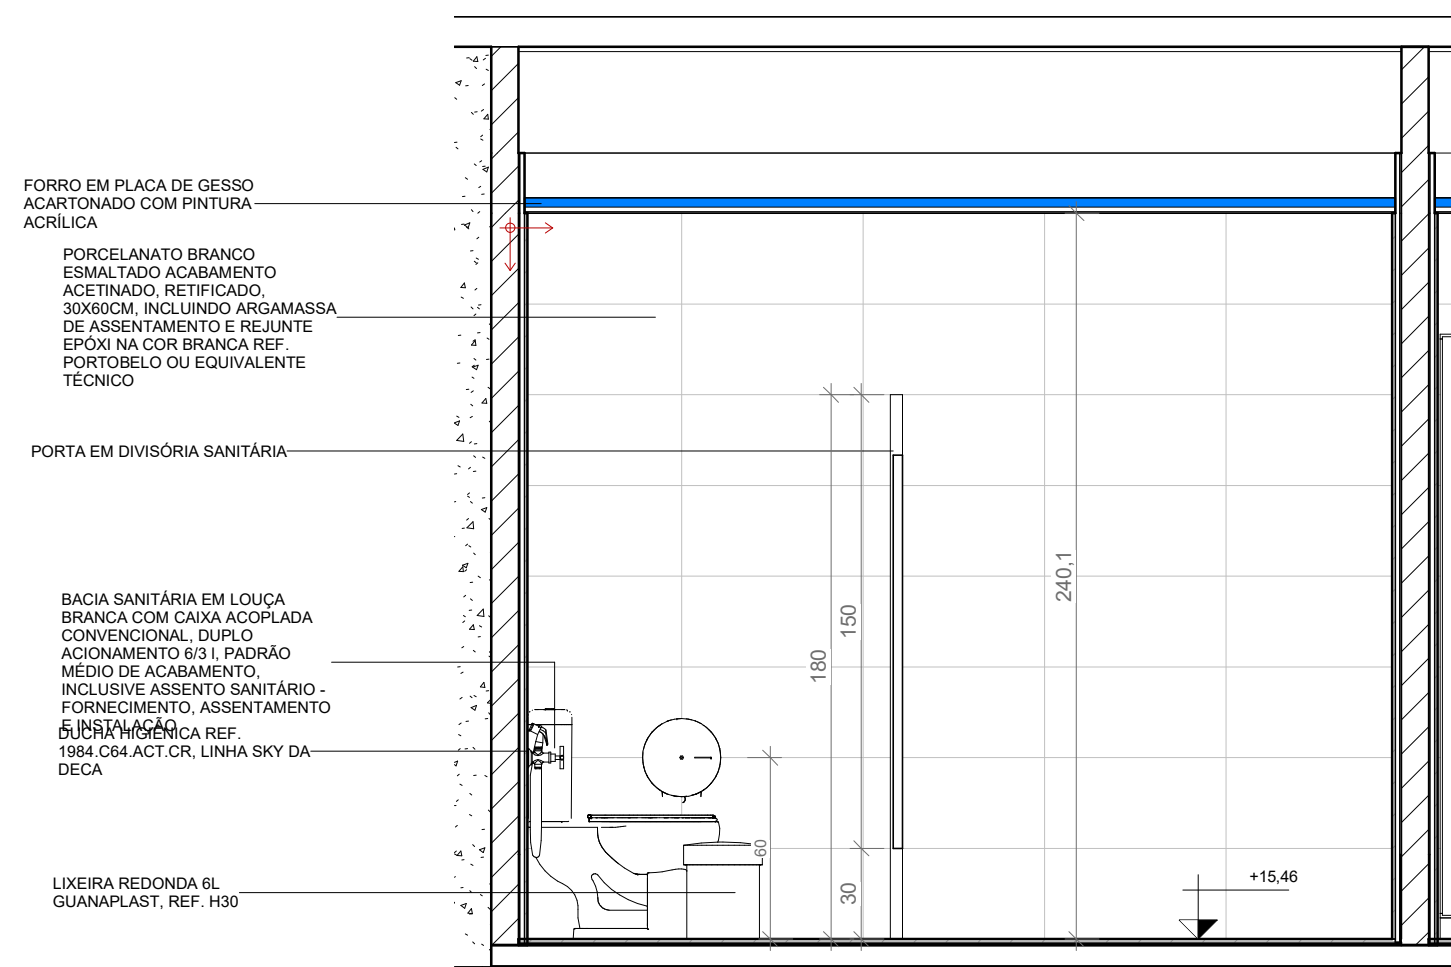 FORRO EM PLACA DE GESSO
ACARTONADO COM PINTURA
ACRÍLICA
PORCELANATO BRANCO
ESMALTADO ACABAMENTO
ACETINADO, RETIFICADO,
30X60CM, INCLUINDO ARGAMASSA
DE ASSENTAMENTO E REJUNTE
EPÓXI NA COR BRANCA REF.
PORTOBELO OU EQUIVALENTE
TÉCNICO
PORTA EM DIVISÓRIA SANITÁRIA
BACIA SANITÁRIA EM LOUÇA
BRANCA COM CAIXA ACOPLADA
CONVENCIONAL, DUPLO
ACIONAMENTO 6/3 l, PADRÃO
MÉDIO DE ACABAMENTO,
INCLUSIVE ASSENTO SANITÁRIO -
FORNECIMENTO, ASSENTAMENTO
E INSTALAÇÃO
DUCHA HIGIÊNICA REF.
1984.C64.ACT.CR, LINHA SKY DA
DECA
LIXEIRA REDONDA 6L
GUANAPLAST, REF. H30
240,1
150
180
60
30
+15,46